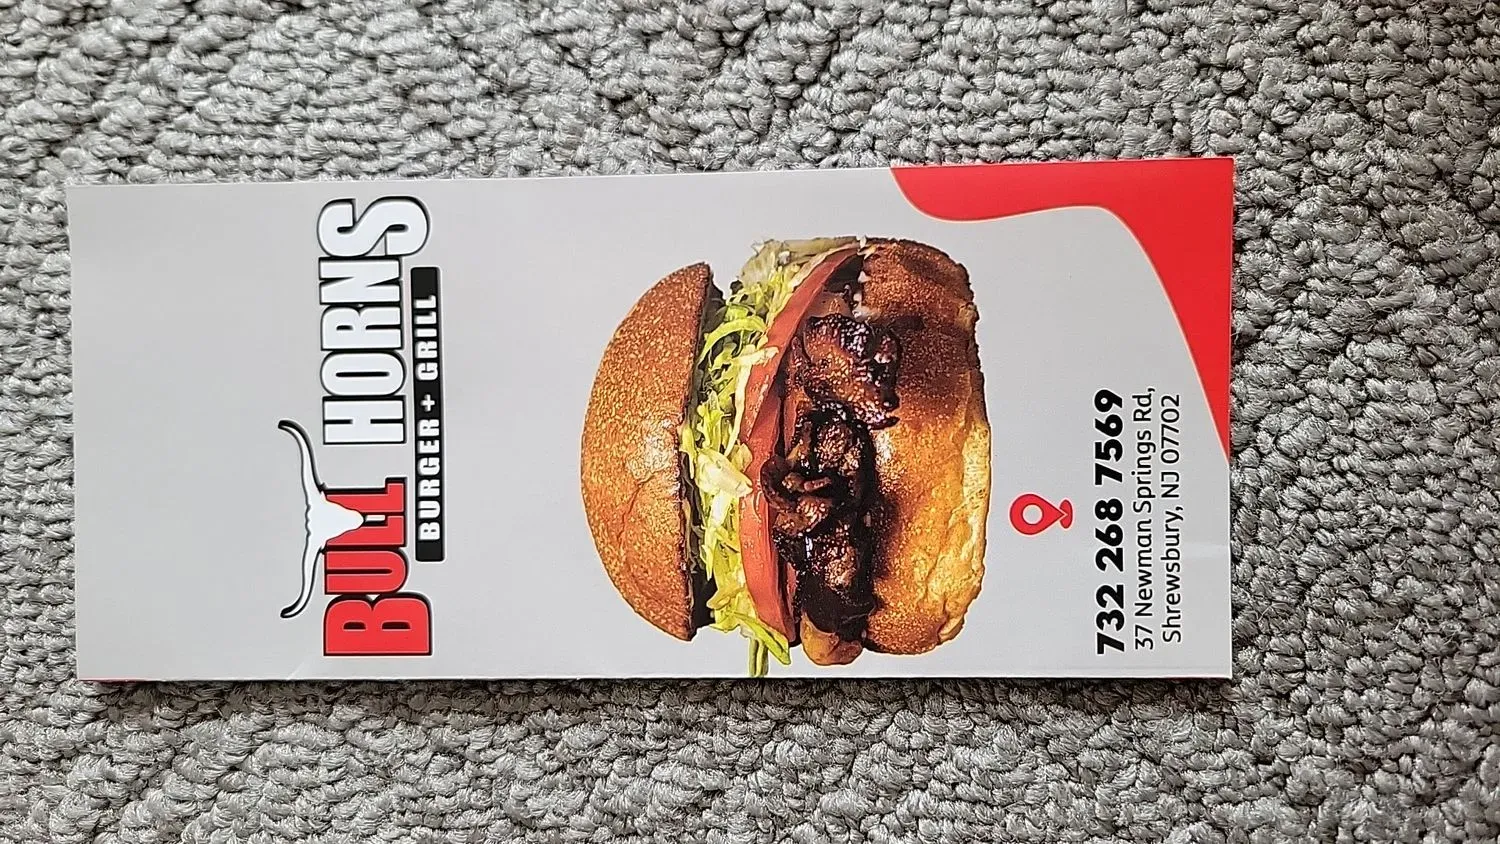 BULL HORNS
BURGER + GRILL
732 268 7569
37 Newman Springs Rd,
Shrewsbury, NJ 07702